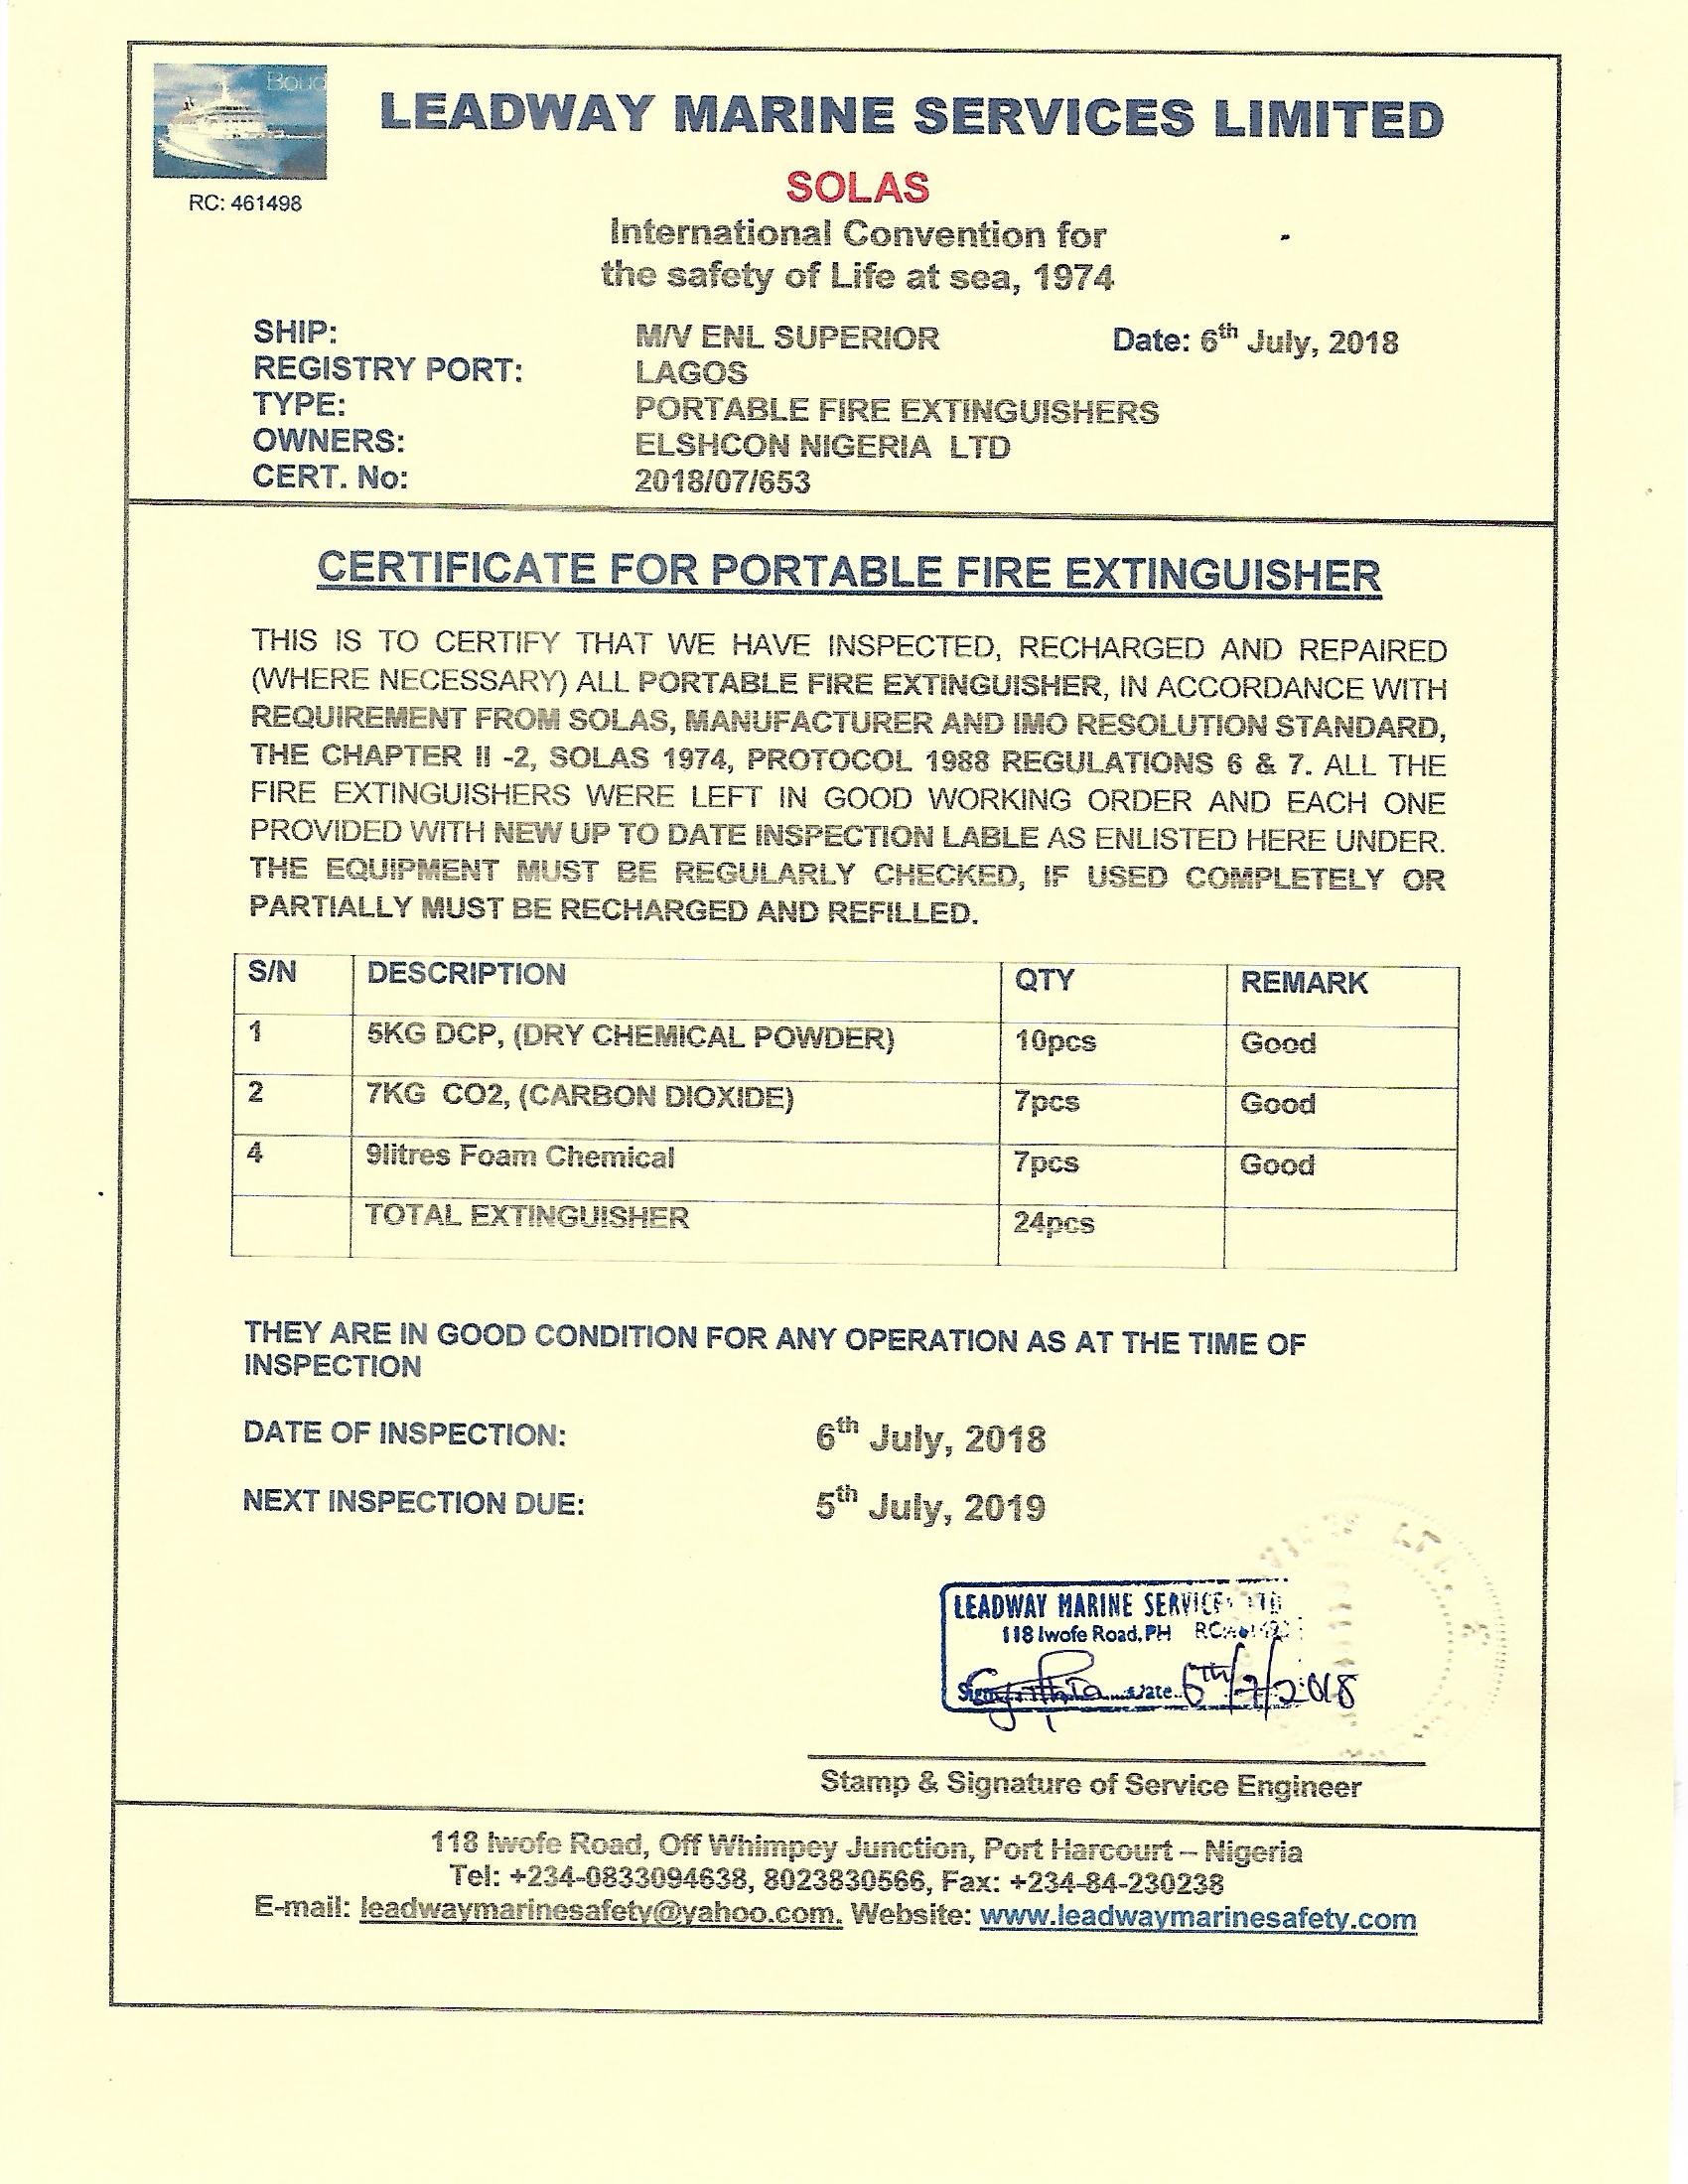 Boud
LEADWAY MARINE SERVICES LIMITED
RC: 461498
SOLAS
International Convention for
the safety of Life at sea, 1974
SHIP: M/V ENL SUPERIOR Date: 6th July, 2018
REGISTRY PORT: LAGOS
TYPE: PORTABLE FIRE EXTINGUISHERS
OWNERS: ELSHCON NIGERIA LTD
CERT. No: 2018/07/653
CERTIFICATE FOR PORTABLE FIRE EXTINGUISHER
THIS IS TO CERTIFY THAT WE HAVE INSPECTED, RECHARGED AND REPAIRED
(WHERE NECESSARY) ALL PORTABLE FIRE EXTINGUISHER, IN ACCORDANCE WITH
REQUIREMENT FROM SOLAS, MANUFACTURER AND IMO RESOLUTION STANDARD,
THE CHAPTER II -2, SOLAS 1974, PROTOCOL 1988 REGULATIONS 6 & 7. ALL THE
FIRE EXTINGUISHERS WERE LEFT IN GOOD WORKING ORDER AND EACH ONE
PROVIDED WITH NEW UP TO DATE INSPECTION LABLE AS ENLISTED HERE UNDER.
THE EQUIPMENT MUST BE REGULARLY CHECKED, IF USED COMPLETELY OR
PARTIALLY MUST BE RECHARGED AND REFILLED.
S/N DESCRIPTION QTY REMARK
1 5KG DCP, (DRY CHEMICAL POWDER) 10pcs Good
2 7KG CO2, (CARBON DIOXIDE) 7pcs Good
4 9litres Foam Chemical 7pcs Good
TOTAL EXTINGUISHER 24pcs
THEY ARE IN GOOD CONDITION FOR ANY OPERATION AS AT THE TIME OF
INSPECTION
DATE OF INSPECTION: 6th July, 2018
NEXT INSPECTION DUE: 5th July, 2019
LEADWAY MARINE SERVICES LTD
118 Iwofe Road, PH
Date 6TH/7/2018
Stamp & Signature of Service Engineer
118 Iwofe Road, Off Whimpey Junction, Port Harcourt – Nigeria
Tel: +234-0833094638, 8023830566, Fax: +234-84-230238
E-mail: leadwaymarinesafety@yahoo.com. Website: www.leadwaymarinesafety.com